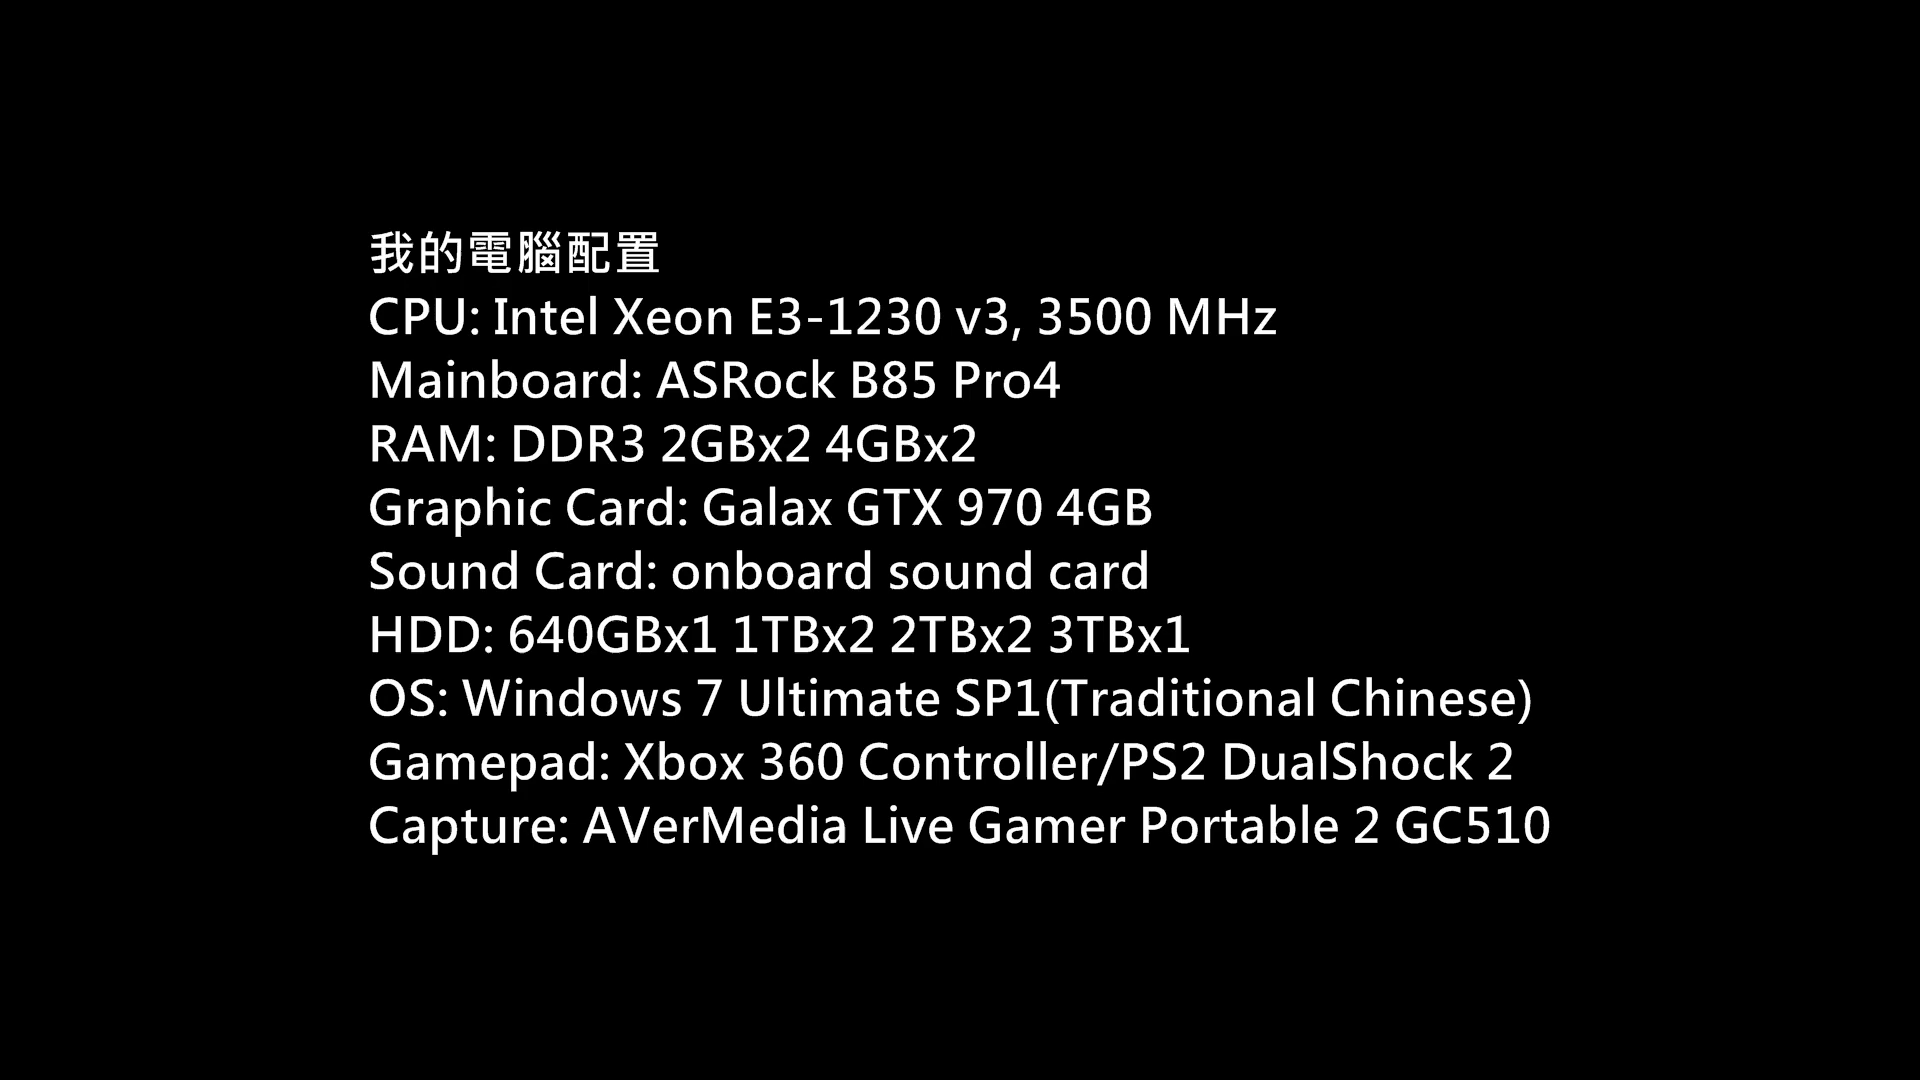 我的電腦配置
CPU: Intel Xeon E3-1230 v3, 3500 MHz
Mainboard: ASRock B85 Pro4
RAM: DDR3 2GBx2 4GBx2
Graphic Card: Galax GTX 970 4GB
Sound Card: onboard sound card
HDD: 640GBx1 1TBx2 2TBx2 3TBx1
OS: Windows 7 Ultimate SP1(Traditional Chinese)
Gamepad: Xbox 360 Controller/PS2 DualShock 2
Capture: AVerMedia Live Gamer Portable 2 GC510